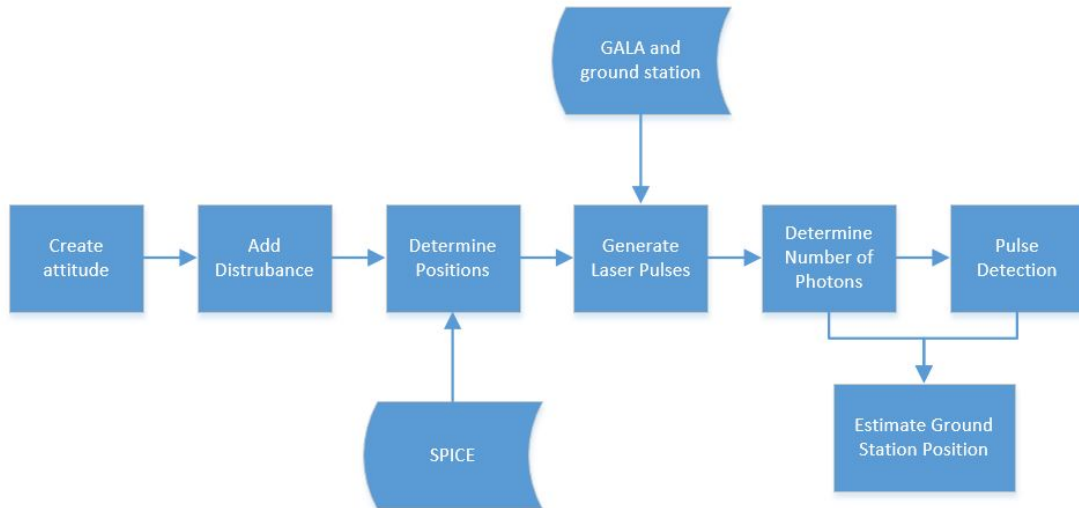 GALA and
ground station
Create
attitude
Add
Distrubance
Determine
Positions
Generate
Laser Pulses
Determine
Number of
Photons
Pulse
Detection
SPICE
Estimate Ground
Station Position